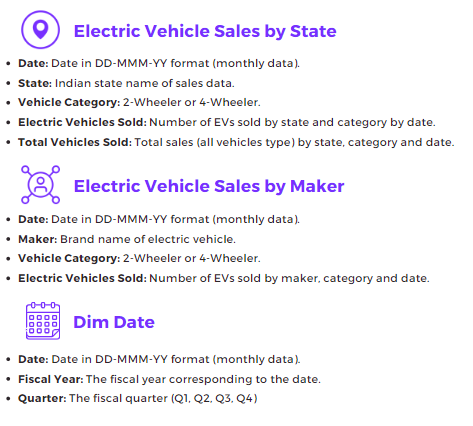 Electric Vehicle Sales by State
• Date: Date in DD-MMM-YY format (monthly data).
• State: Indian state name of sales data.
• Vehicle Category: 2-Wheeler or 4-Wheeler.
• Electric Vehicles Sold: Number of EVs sold by state and category by date.
• Total Vehicles Sold: Total sales (all vehicles type) by state, category and date.
Electric Vehicle Sales by Maker
• Date: Date in DD-MMM-YY format (monthly data).
• Maker: Brand name of electric vehicle.
• Vehicle Category: 2-Wheeler or 4-Wheeler.
• Electric Vehicles Sold: Number of EVs sold by maker, category and date.
Dim Date
• Date: Date in DD-MMM-YY format (monthly data).
• Fiscal Year: The fiscal year corresponding to the date.
• Quarter: The fiscal quarter (Q1, Q2, Q3, Q4)